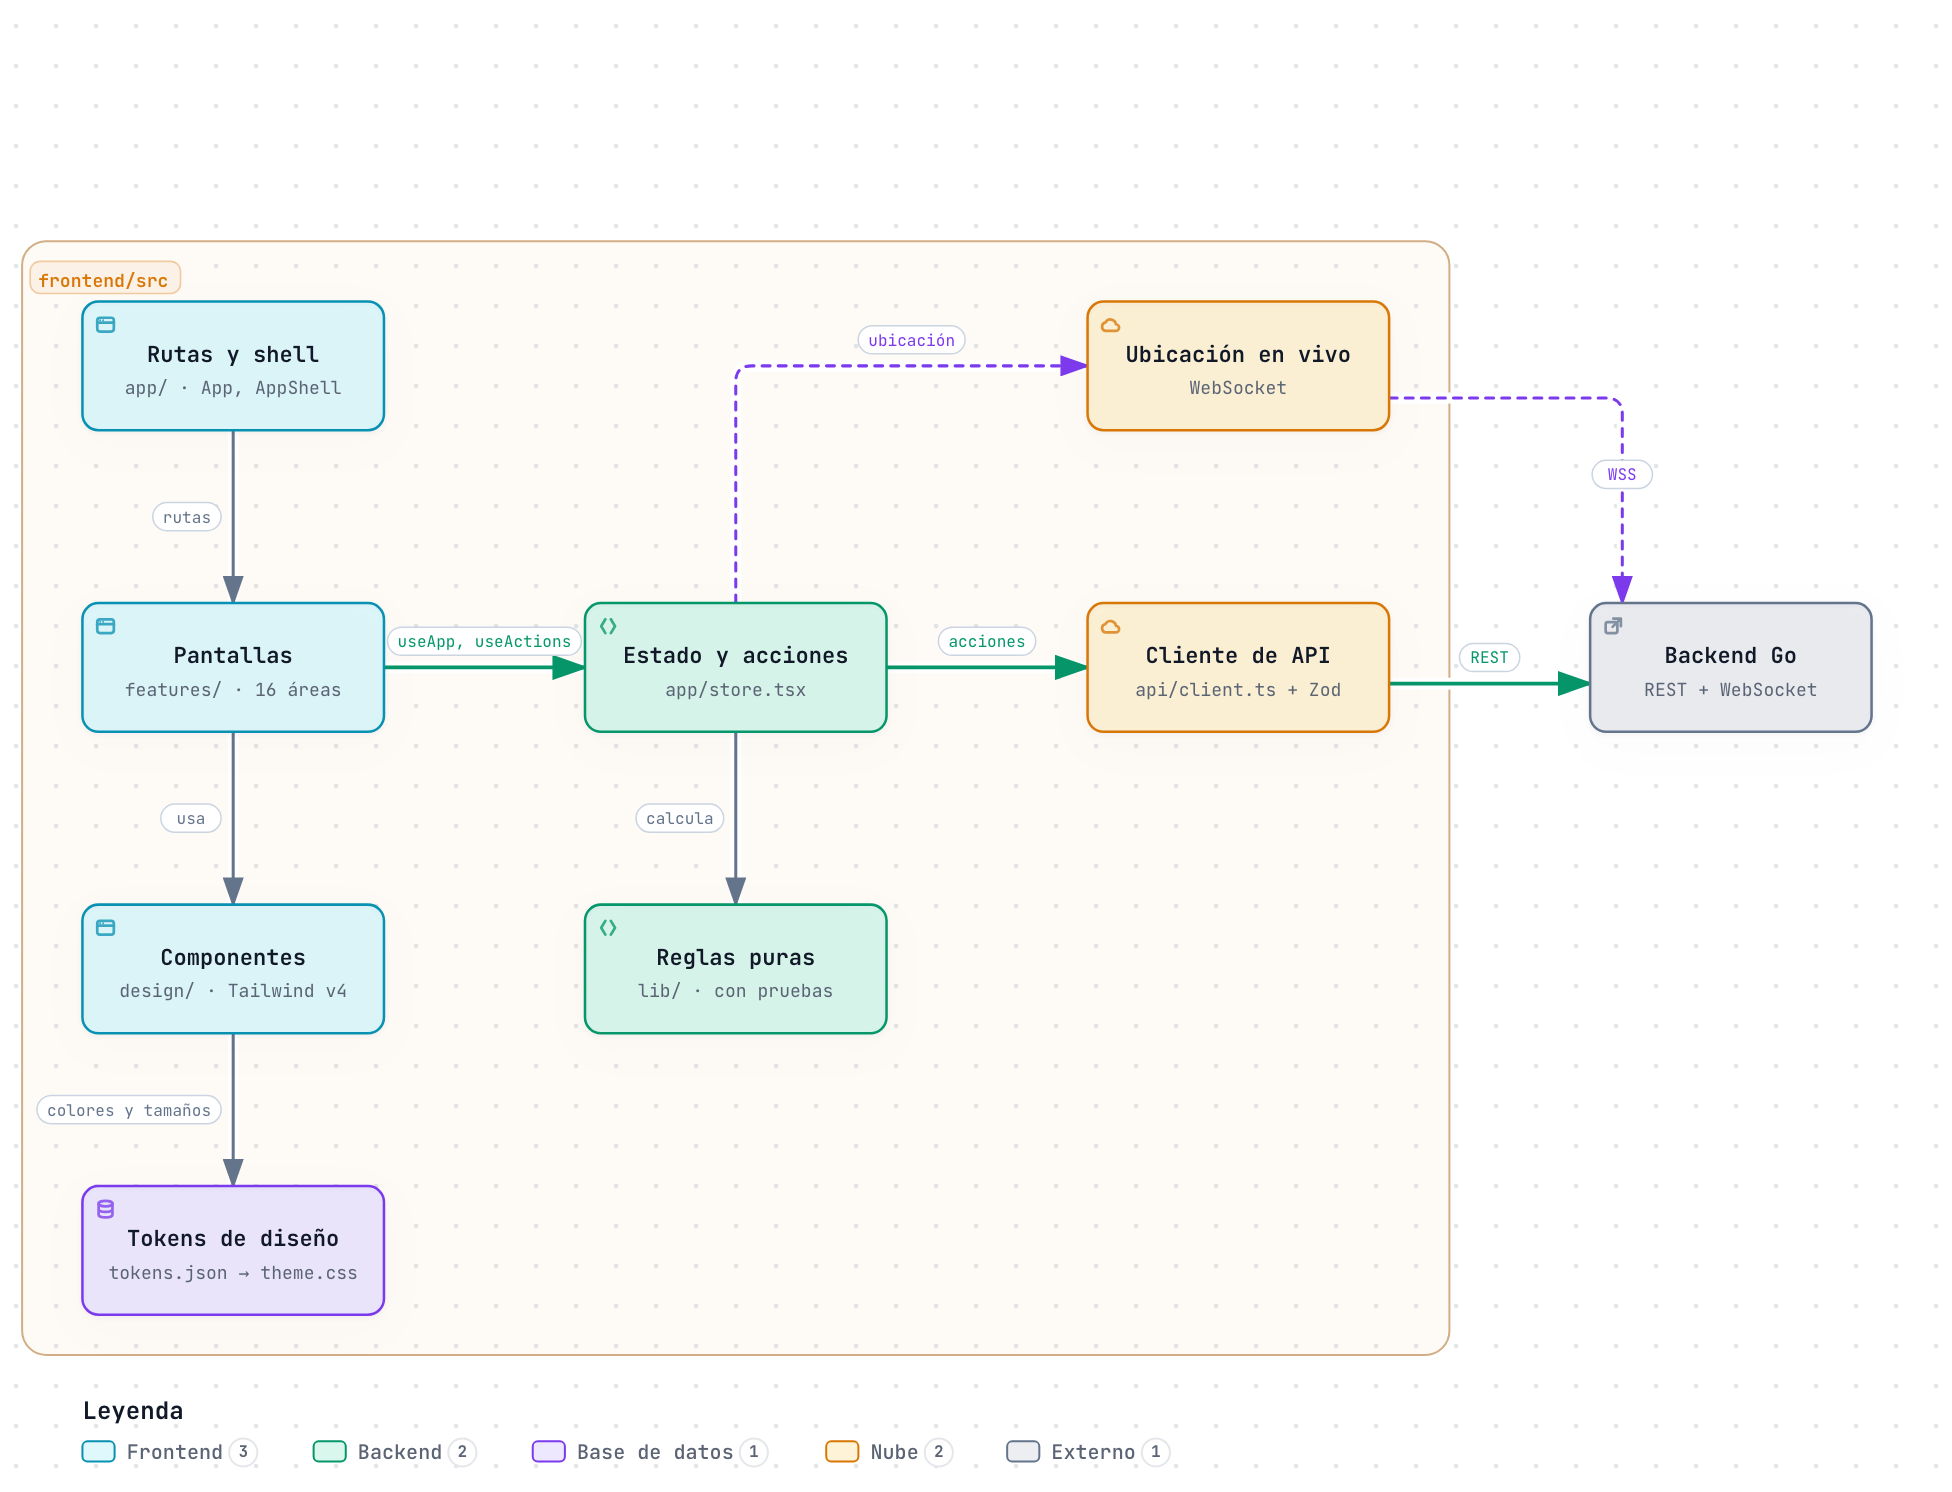 frontend/src
Rutas y shell
app/ · App, AppShell
ubicación
Ubicación en vivo
WebSocket
WSS
rutas
Pantallas
features/ · 16 áreas
useApp, useActions
Estado y acciones
app/store.tsx
acciones
Cliente de API
api/client.ts + Zod
REST
Backend Go
REST + WebSocket
usa
calcula
Componentes
design/ · Tailwind v4
Reglas puras
lib/ · con pruebas
colores y tamaños
Tokens de diseño
tokens.json → theme.css
Leyenda
Frontend 3 Backend 2 Base de datos 1 Nube 2 Externo 1